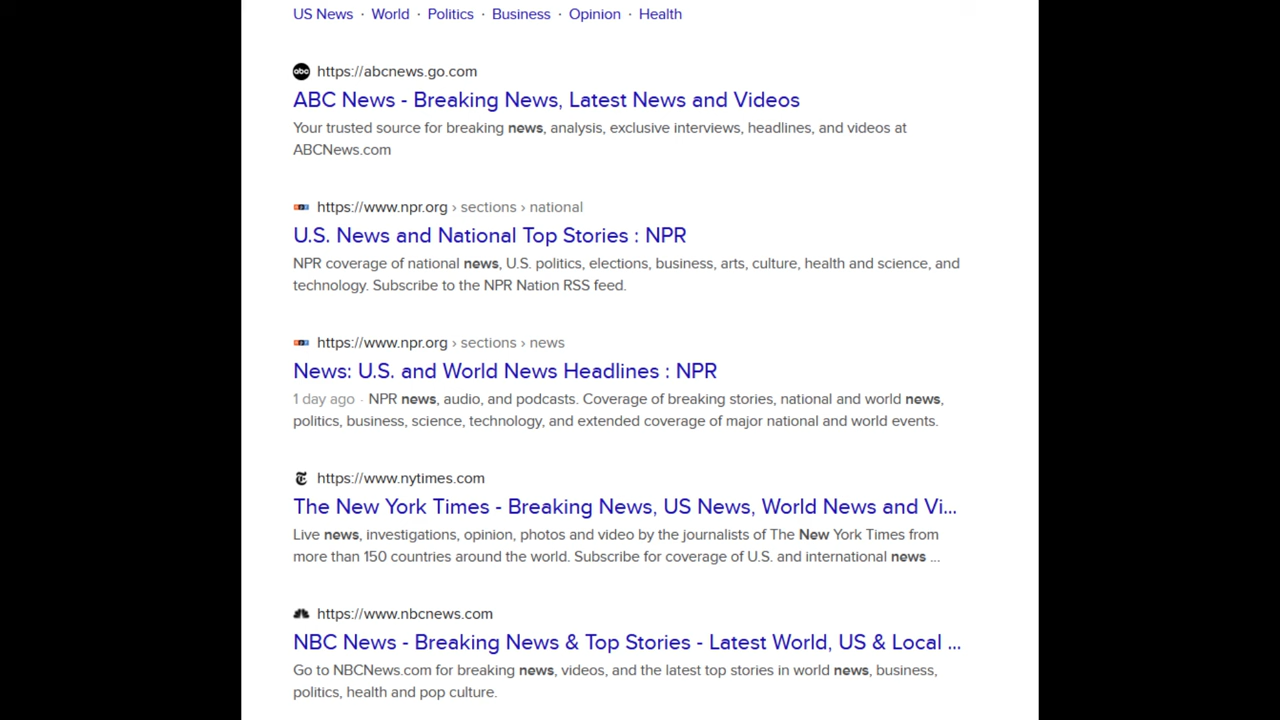 US News · World · Politics · Business · Opinion · Health
abc https://abcnews.go.com
ABC News - Breaking News, Latest News and Videos
Your trusted source for breaking news, analysis, exclusive interviews, headlines, and videos at
ABCNews.com
https://www.npr.org › sections › national
U.S. News and National Top Stories : NPR
NPR coverage of national news, U.S. politics, elections, business, arts, culture, health and science, and
technology. Subscribe to the NPR Nation RSS feed.
https://www.npr.org › sections › news
News: U.S. and World News Headlines : NPR
1 day ago · NPR news, audio, and podcasts. Coverage of breaking stories, national and world news,
politics, business, science, technology, and extended coverage of major national and world events.
https://www.nytimes.com
The New York Times - Breaking News, US News, World News and Vi...
Live news, investigations, opinion, photos and video by the journalists of The New York Times from
more than 150 countries around the world. Subscribe for coverage of U.S. and international news ...
https://www.nbcnews.com
NBC News - Breaking News & Top Stories - Latest World, US & Local ...
Go to NBCNews.com for breaking news, videos, and the latest top stories in world news, business,
politics, health and pop culture.